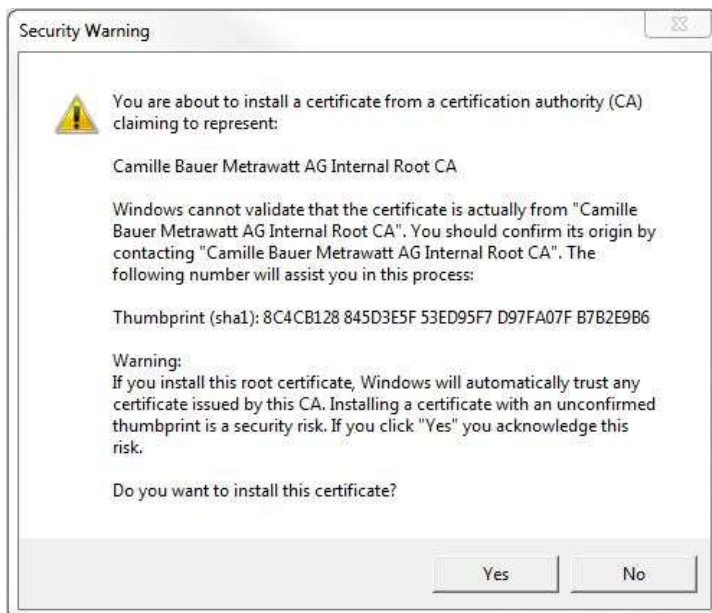 Security Warning
You are about to install a certificate from a certification authority (CA)
claiming to represent:
Camille Bauer Metrawatt AG Internal Root CA
Windows cannot validate that the certificate is actually from "Camille
Bauer Metrawatt AG Internal Root CA". You should confirm its origin by
contacting "Camille Bauer Metrawatt AG Internal Root CA". The
following number will assist you in this process:
Thumbprint (sha1): 8C4CB128 845D3E5F 53ED95F7 D97FA07F B7B2E9B6
Warning:
If you install this root certificate, Windows will automatically trust any
certificate issued by this CA. Installing a certificate with an unconfirmed
thumbprint is a security risk. If you click "Yes" you acknowledge this
risk.
Do you want to install this certificate?
Yes No